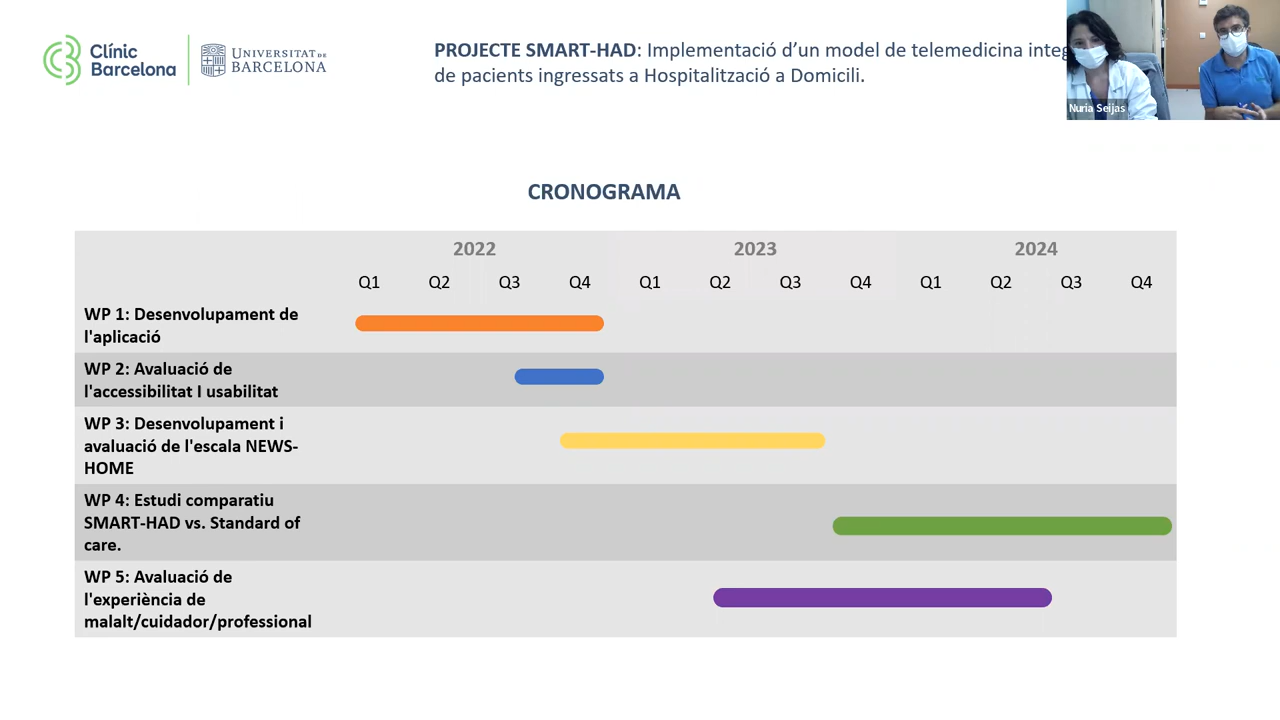 Clínic
Barcelona
UNIVERSITAT DE
BARCELONA
PROJECTE SMART-HAD: Implementació d’un model de telemedicina
de pacients ingressats a Hospitalització a Domicili.
Nuria Seijas
CRONOGRAMA
2022 2023 2024
Q1 Q2 Q3 Q4 Q1 Q2 Q3 Q4 Q1 Q2 Q3 Q4
WP 1: Desenvolupament de
l'aplicació
WP 2: Avaluació de
l'accessibilitat I usabilitat
WP 3: Desenvolupament i
avaluació de l'escala NEWS-
HOME
WP 4: Estudi comparatiu
SMART-HAD vs. Standard of
care.
WP 5: Avaluació de
l'experiència de
malalt/cuidador/professional